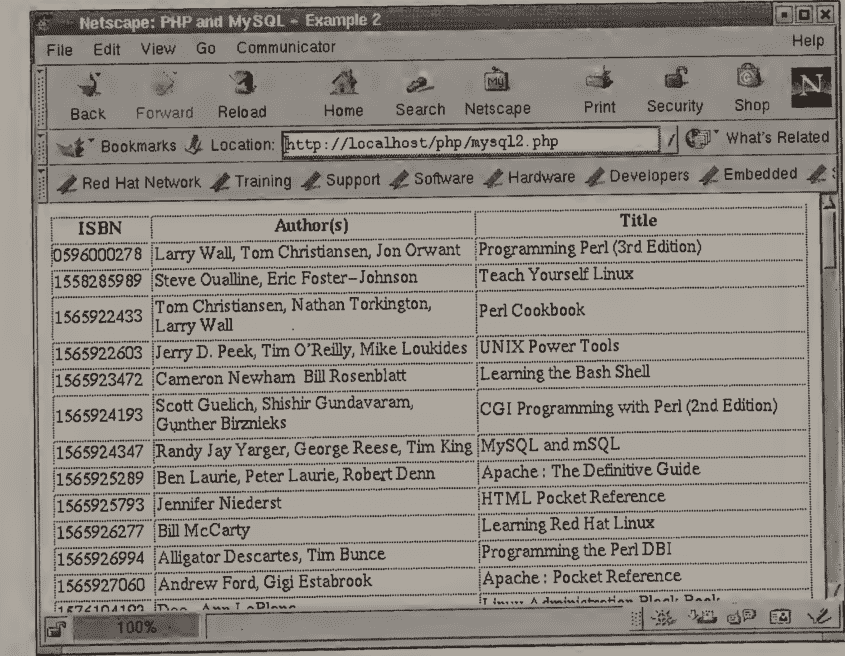 Netscape: PHP and MySQL - Example 2
File Edit View Go Communicator Help
Back Forward Reload Home Search Netscape Print Security Shop
My
N
Bookmarks Location: http://localhost/php/mysql2.php What's Related
Red Hat Network Training Support Software Hardware Developers Embedded
ISBN Author(s) Title
0596000278 Larry Wall, Tom Christiansen, Jon Orwant Programming Perl (3rd Edition)
1558285989 Steve Oualline, Eric Foster-Johnson Teach Yourself Linux
1565922433 Tom Christiansen, Nathan Torkington, Perl Cookbook
Larry Wall
1565922603 Jerry D. Peek, Tim O'Reilly, Mike Loukides UNIX Power Tools
1565923472 Cameron Newham Bill Rosenblatt Learning the Bash Shell
1565924193 Scott Guelich, Shishir Gundavaram, CGI Programming with Perl (2nd Edition)
Gunther Birznieks
1565924347 Randy Jay Yarger, George Reese, Tim King MySQL and mSQL
1565925289 Ben Laurie, Peter Laurie, Robert Denn Apache : The Definitive Guide
1565925793 Jennifer Niederst HTML Pocket Reference
1565926277 Bill McCarty Learning Red Hat Linux
1565926994 Alligator Descartes, Tim Bunce Programming the Perl DBI
1565927060 Andrew Ford, Gigi Estabrook Apache : Pocket Reference
Linux Administration Black Book
100%